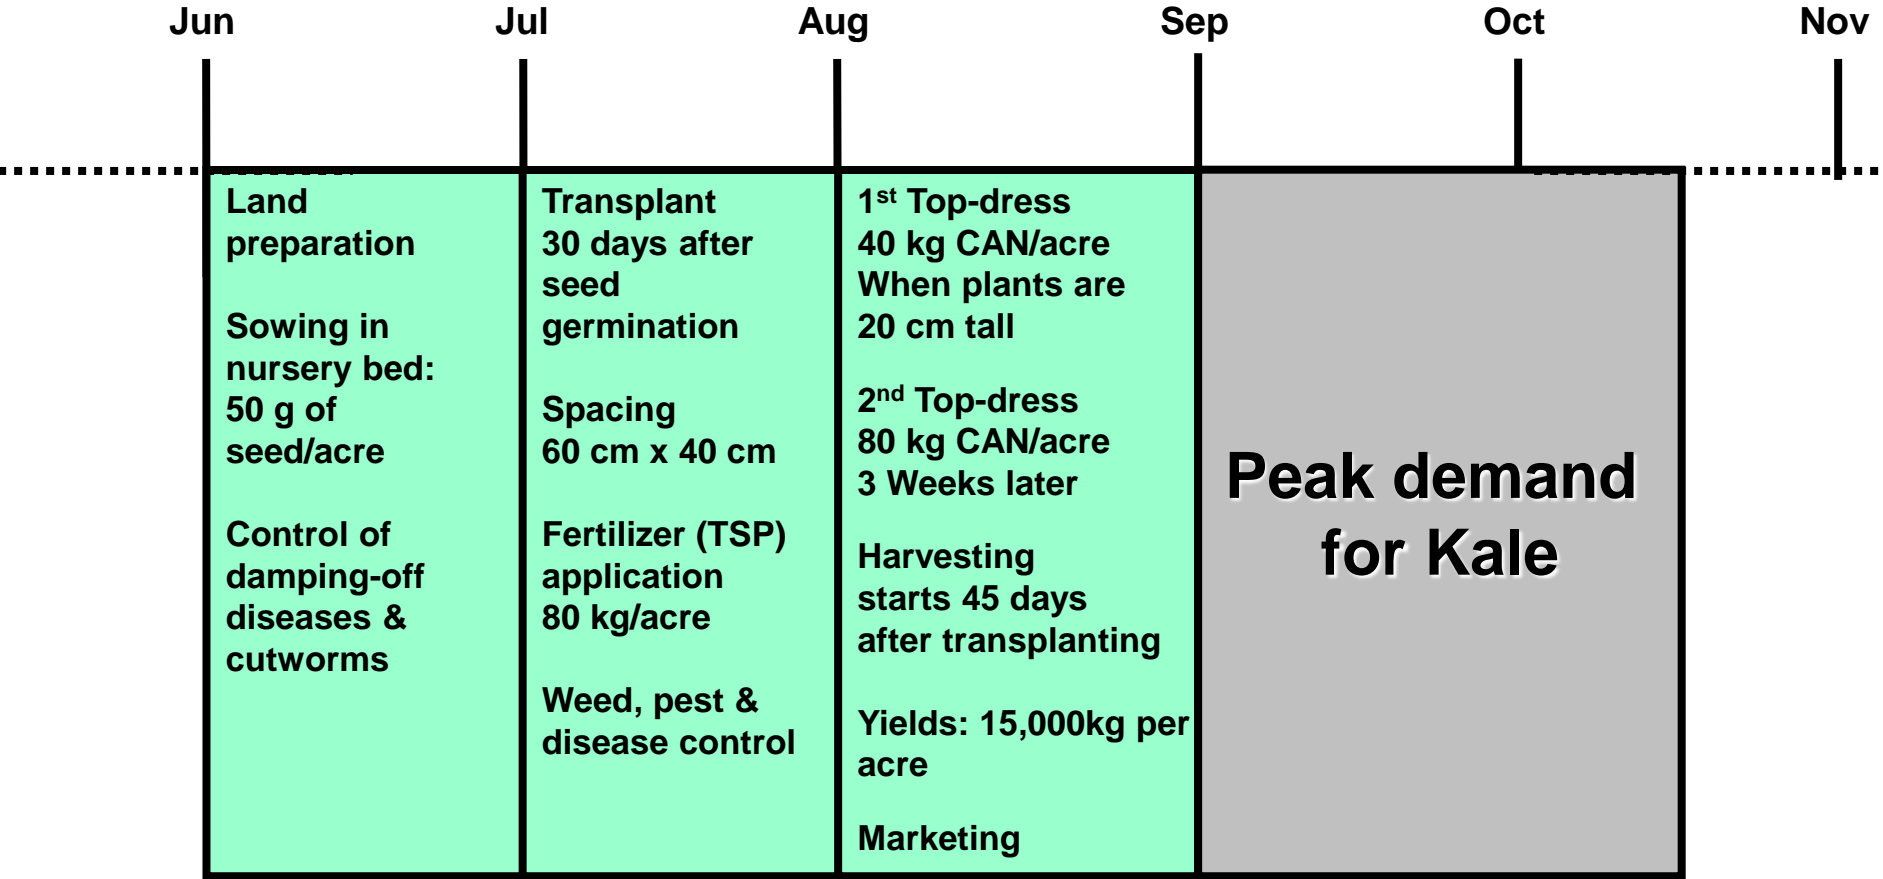 Jun
Jul
Aug
Sep
Oct
Nov
Land
preparation
Sowing in
nursery bed:
50 g of
seed/acre
Control of
damping-off
diseases &
cutworms
Transplant
30 days after
seed
germination
Spacing
60 cm x 40 cm
Fertilizer (TSP)
application
80 kg/acre
Weed, pest &
disease control
1st Top-dress
40 kg CAN/acre
When plants are
20 cm tall
2nd Top-dress
80 kg CAN/acre
3 Weeks later
Harvesting
starts 45 days
after transplanting
Yields: 15,000kg per
acre
Marketing
Peak demand
for Kale